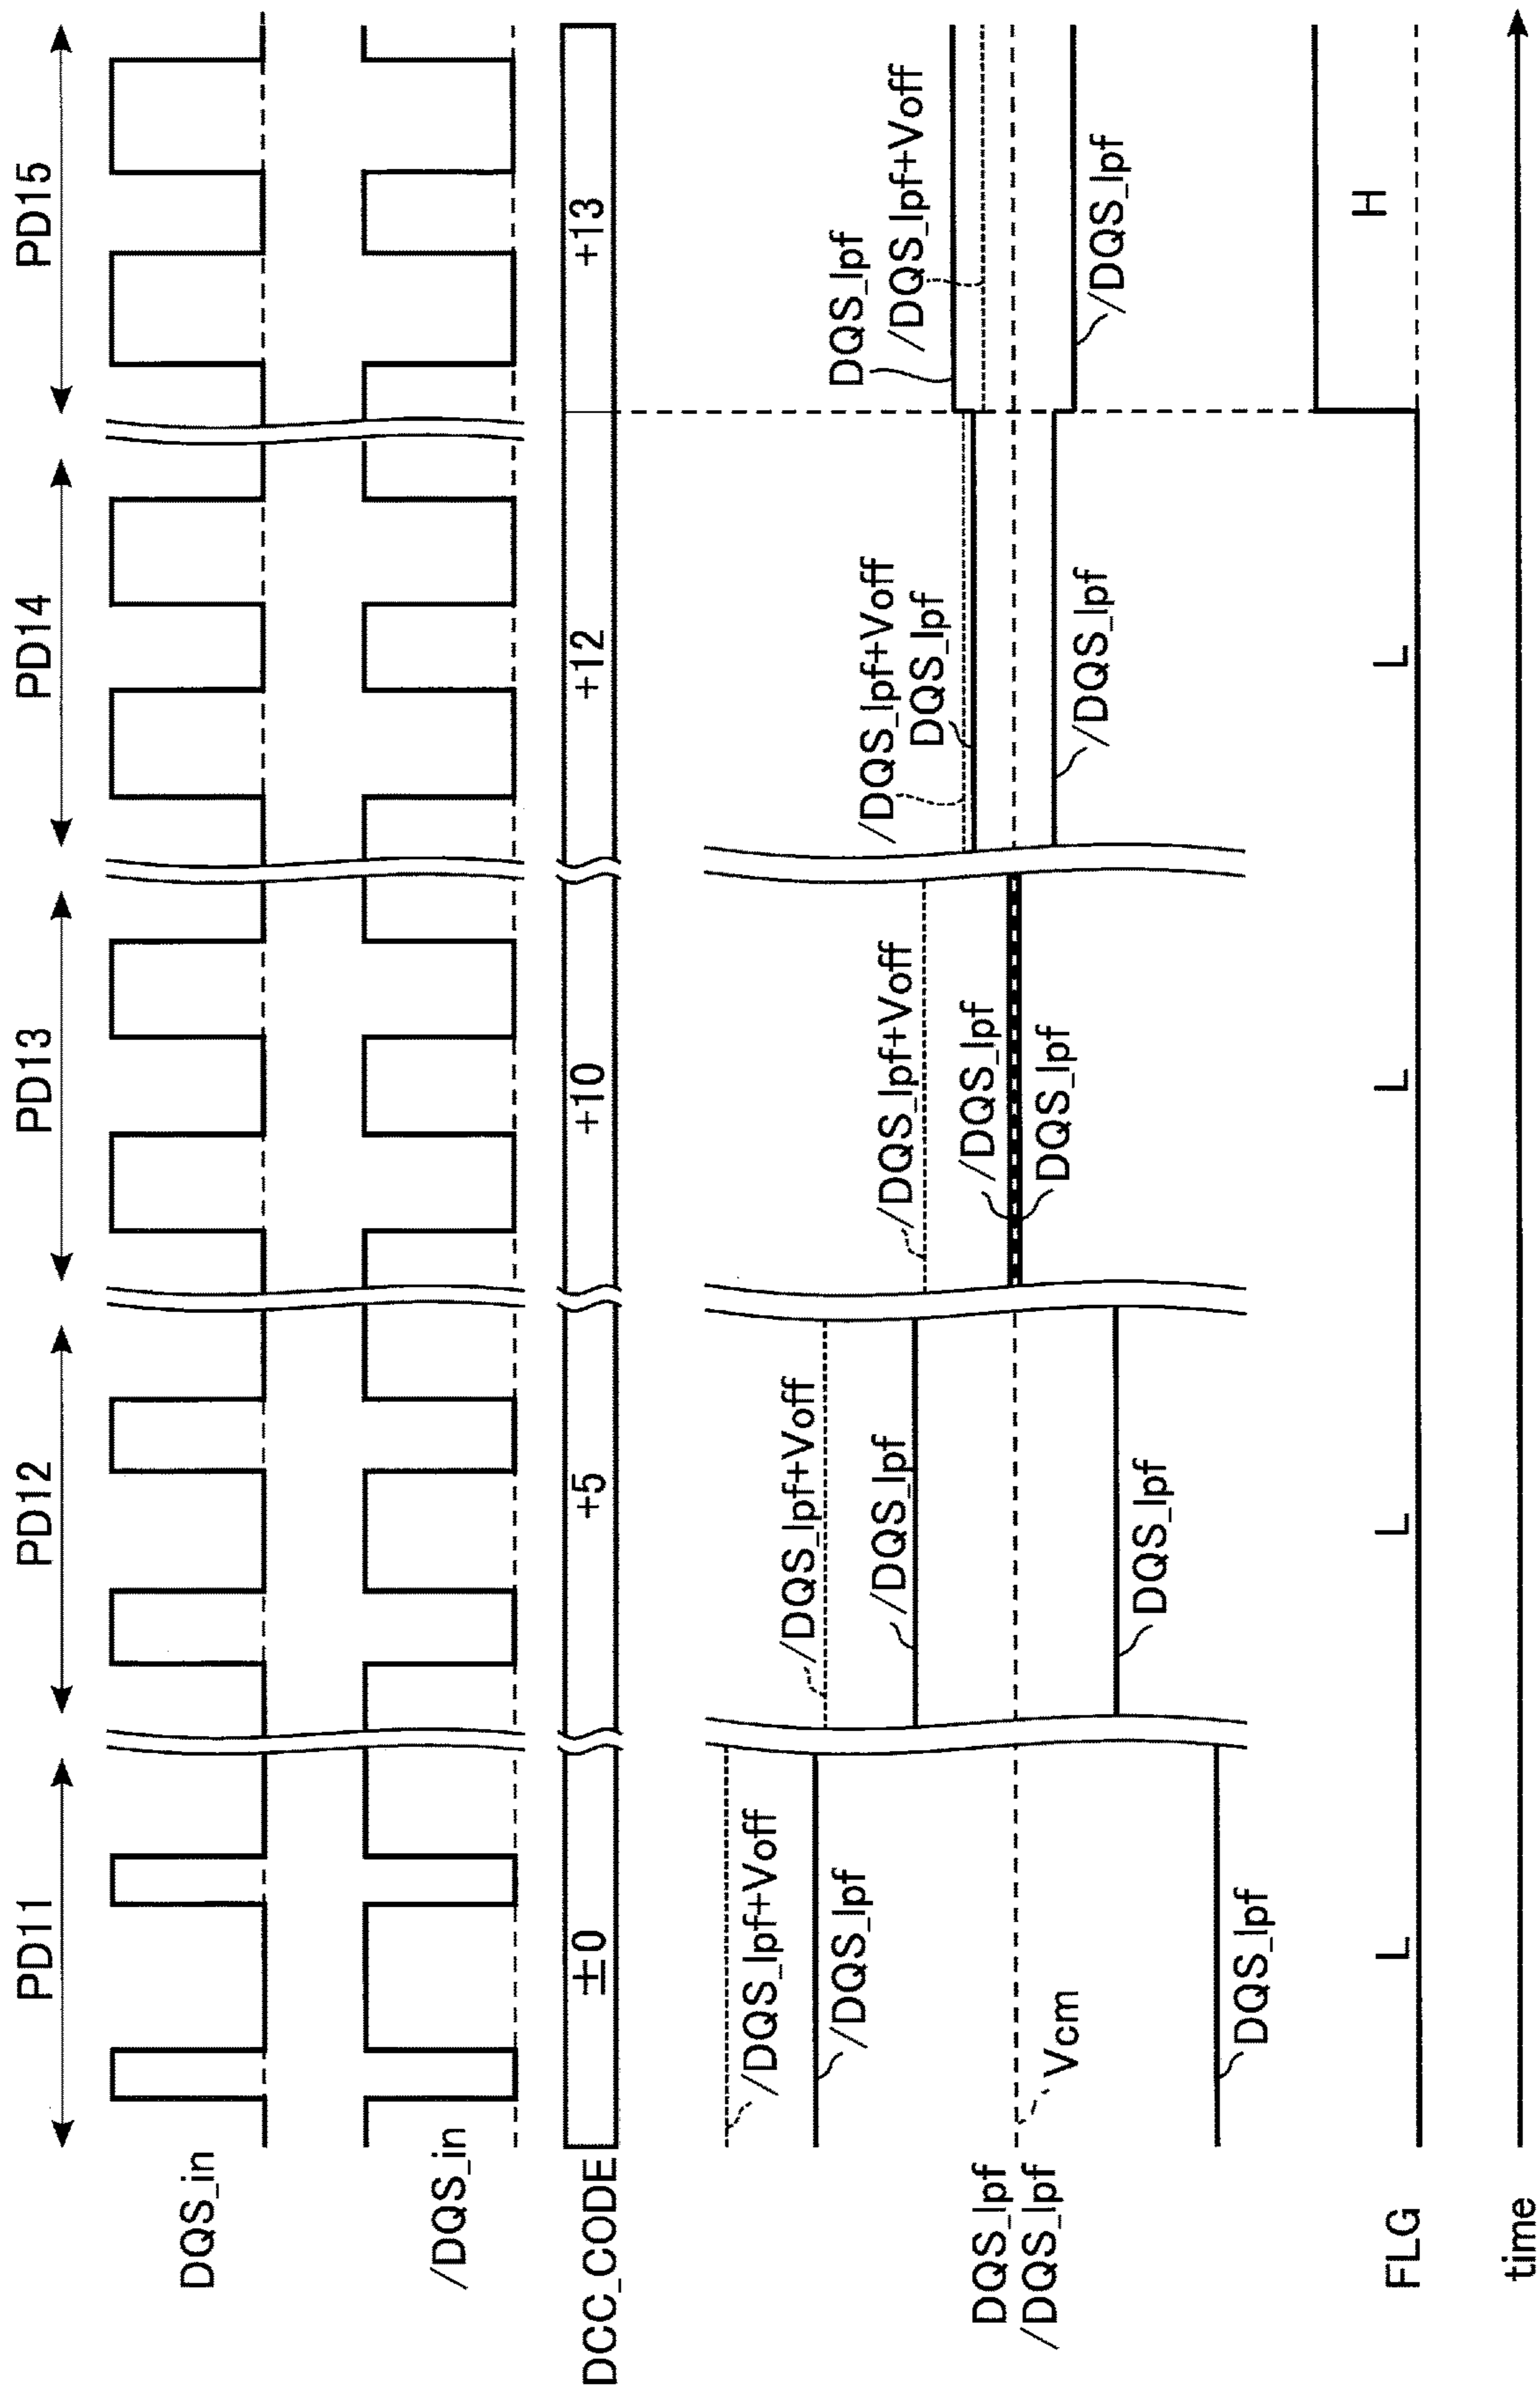 PD11
PD12
PD13
PD14
PD15
DQS_in
/DQS_in
DCC_CODE
±0
+5
+10
+12
+13
DQS_lpf
/DQS_lpf
/DQS_lpf+Voff
/DQS_lpf
Vcm
DQS_lpf
/DQS_lpf+Voff
/DQS_lpf
DQS_lpf
/DQS_lpf+Voff
/DQS_lpf
DQS_lpf
/DQS_lpf+Voff
DQS_lpf
/DQS_lpf
DQS_lpf
/DQS_lpf+Voff
/DQS_lpf
FLG
L
L
L
L
H
time